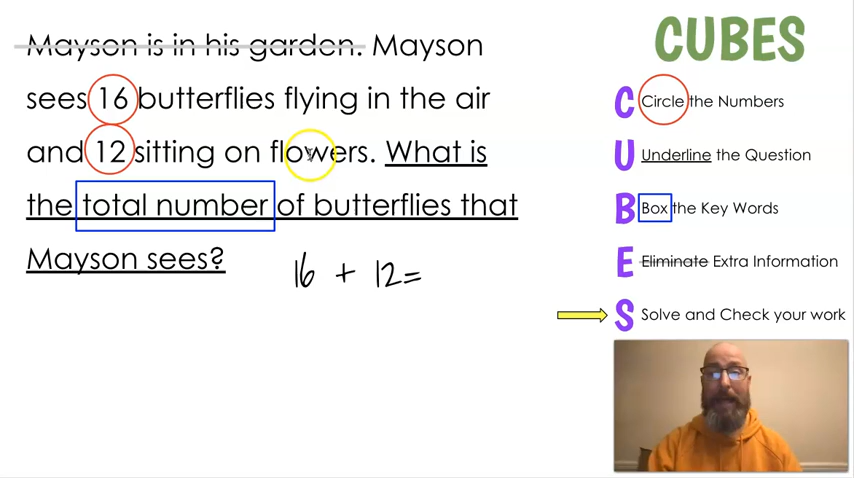 Mayson is in his garden. Mayson
sees 16 butterflies flying in the air
and 12 sitting on flowers. What is
the total number of butterflies that
Mayson sees?
16 + 12=
CUBES
C Circle the Numbers
U Underline the Question
B Box the Key Words
E Eliminate Extra Information
S Solve and Check your work